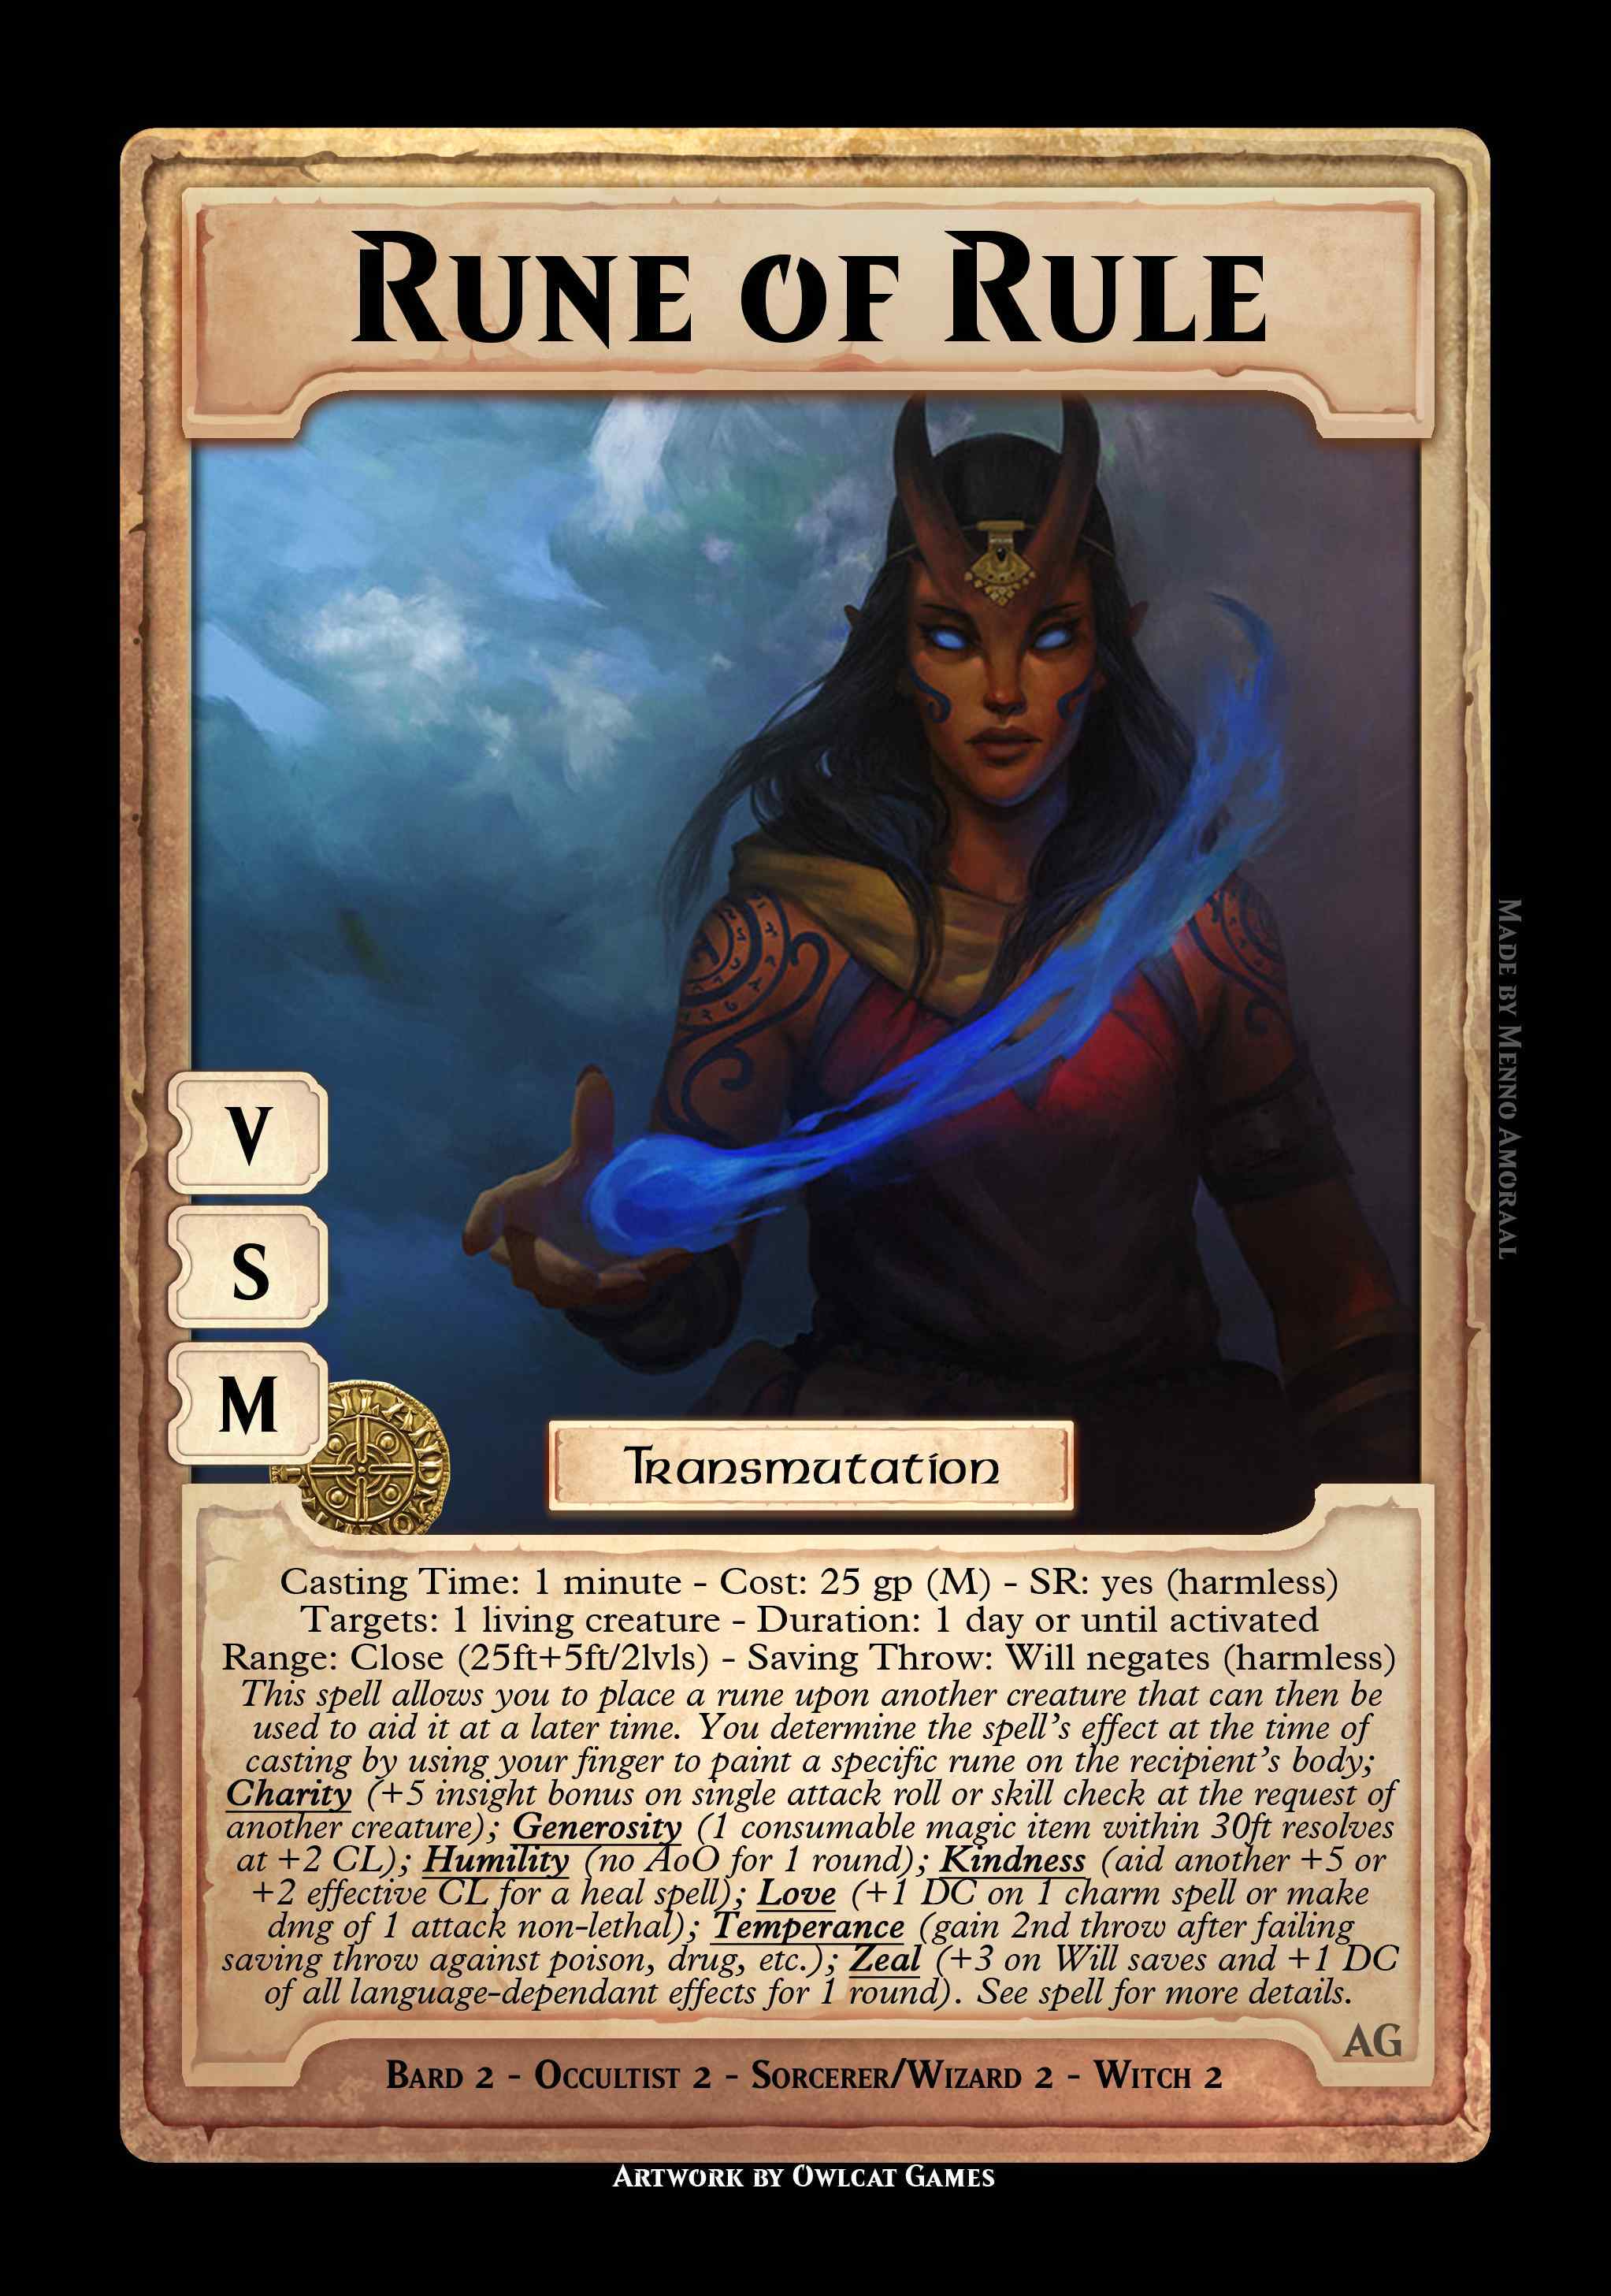 Rune of Rule
V
S
M
Transmutation
Casting Time: 1 minute - Cost: 25 gp (M) - SR: yes (harmless)
Targets: 1 living creature - Duration: 1 day or until activated
Range: Close (25ft+5ft/2lvls) - Saving Throw: Will negates (harmless)
This spell allows you to place a rune upon another creature that can then be
used to aid it at a later time. You determine the spell's effect at the time of
casting by using your finger to paint a specific rune on the recipient's body;
Charity (+5 insight bonus on single attack roll or skill check at the request of
another creature); Generosity (1 consumable magic item within 30ft resolves
at +2 CL); Humility (no AoO for 1 round); Kindness (aid another +5 or
+2 effective CL for a heal spell); Love (+1 DC on 1 charm spell or make
dmg of 1 attack non-lethal); Temperance (gain 2nd throw after failing
saving throw against poison, drug, etc.); Zeal (+3 on Will saves and +1 DC
of all language-dependant effects for 1 round). See spell for more details.
AG
Bard 2 - Occultist 2 - Sorcerer/Wizard 2 - Witch 2
Artwork by Owlcat Games
Made by Menno Amoraal